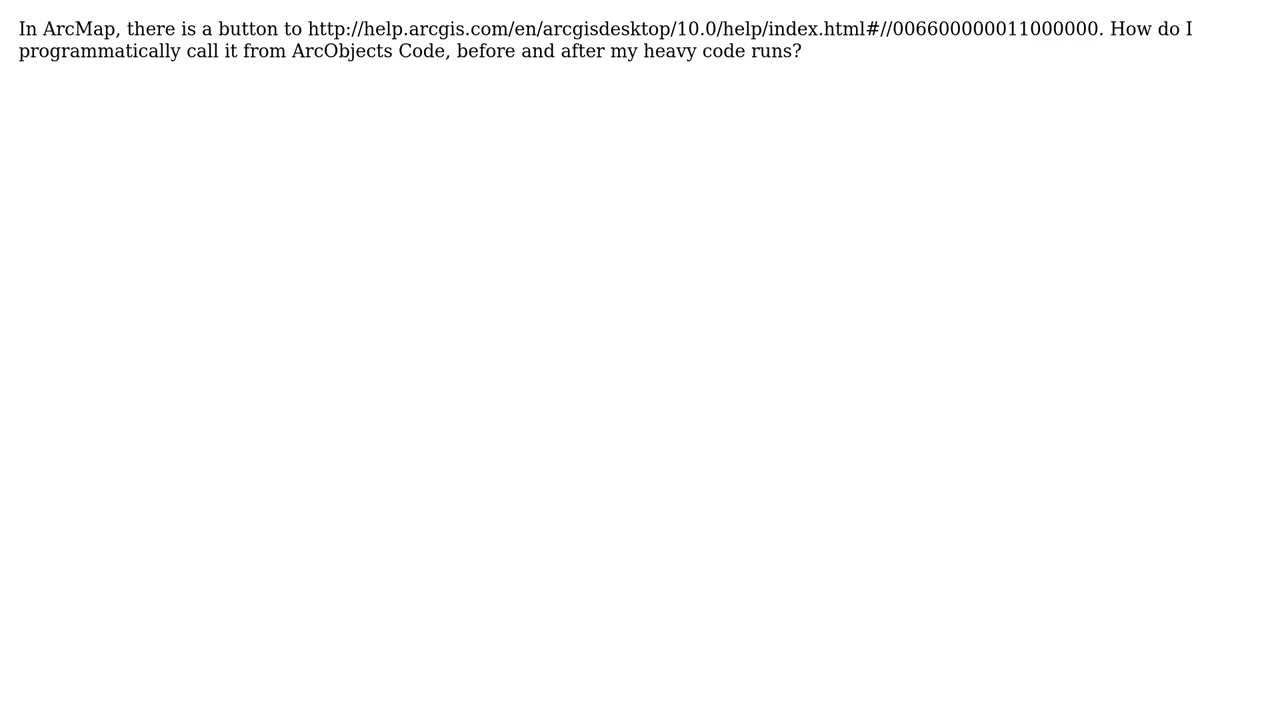 In ArcMap, there is a button to http://help.arcgis.com/en/arcgisdesktop/10.0/help/index.html#//006600000011000000. How do I
programmatically call it from ArcObjects Code, before and after my heavy code runs?